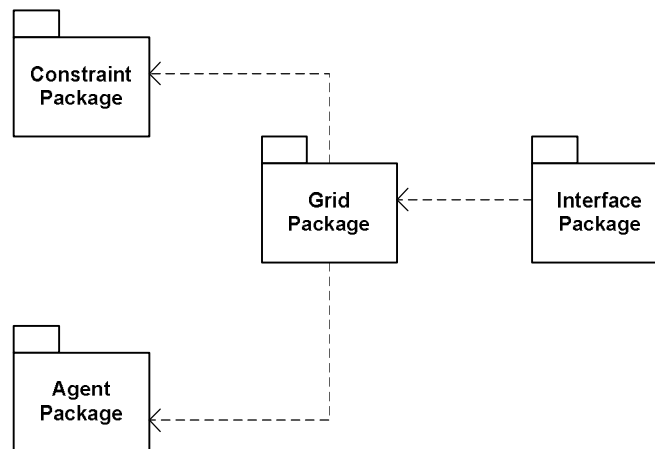 Constraint
Package
Grid
Package
Interface
Package
Agent
Package